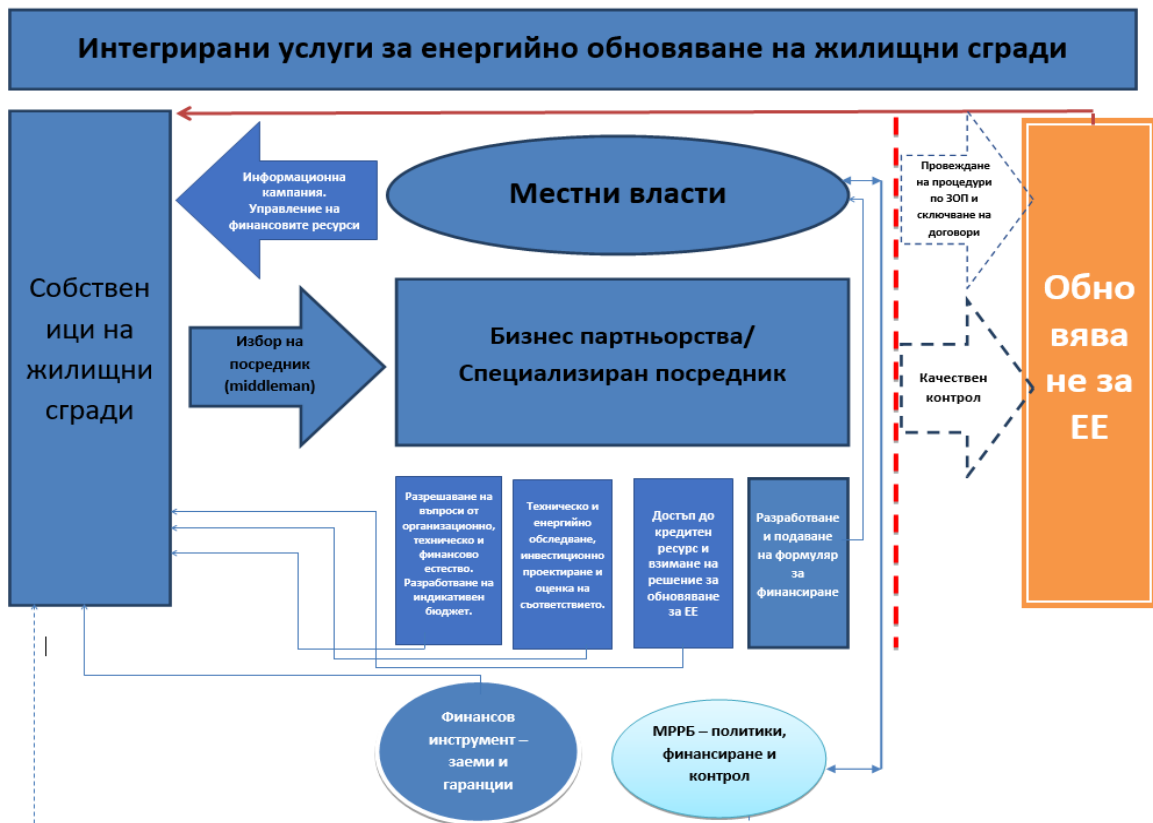 Интегрирани услуги за енергийно обновяване на жилищни сгради
Информационна
кампания.
Управление на
финансовите ресурси
Местни власти
Провеждане
на процедури
по ЗОП и
сключване на
договори
Собствен
ици на
жилищни
сгради
Избор на
посредник
(middleman)
Бизнес партньорства/
Специализиран посредник
Качествен
контрол
Обно
вява
не за
ЕЕ
Разрешаване на
въпроси от
организационно,
техническо и
финансово
естество.
Разработване на
индикативен
бюджет.
Техническо и
енергийно
обследване,
инвестиционно
проектиране и
оценка на
съответствието.
Достъп до
кредитен
ресурс и
взимане на
решение за
обновяване
за ЕЕ
Разработване
и подаване
на формуляр
за
финансиране
Финансов
инструмент –
заеми и
гаранции
МРРБ – политики,
финансиране и
контрол